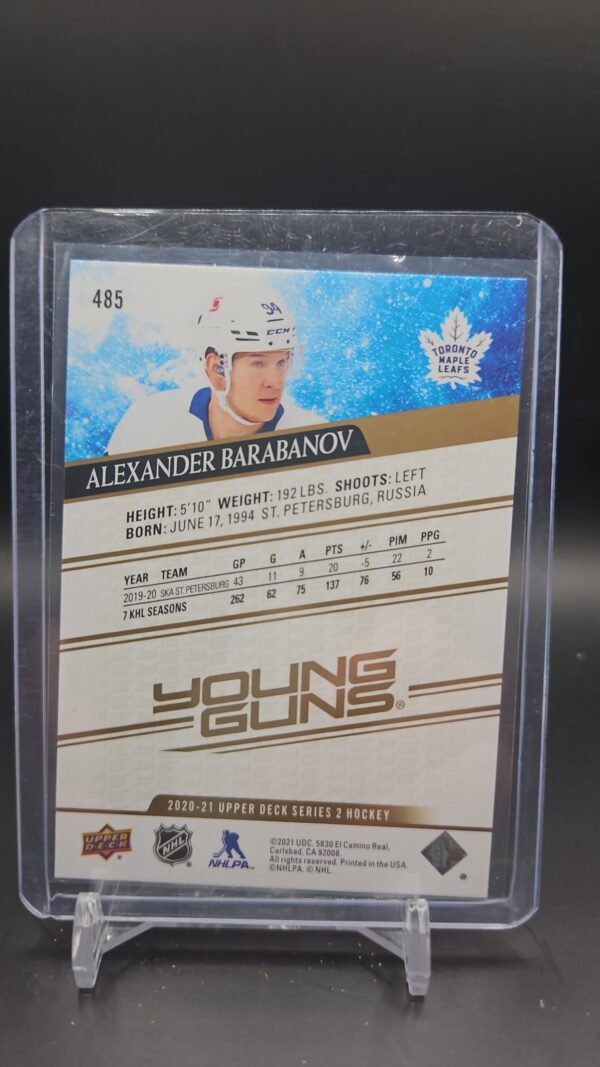 485
94
CCM
TORONTO
MAPLE
LEAFS
ALEXANDER BARABANOV
HEIGHT: 5'10" WEIGHT: 192 LBS. SHOOTS: LEFT
BORN: JUNE 17, 1994 ST. PETERSBURG, RUSSIA
YEAR TEAM GP G A PTS +/- PIM PPG
2019-20 SKA ST. PETERSBURG 43 11 9 20 -5 22 2
7 KHL SEASONS 262 62 75 137 76 56 10
YOUNG
GUNS®
2020-21 UPPER DECK SERIES 2 HOCKEY
UPPER
DECK
NHL
NHLPA
©2021 UDC. 5830 El Camino Real,
Carlsbad, CA 92008.
All rights reserved. Printed in the USA.
©NHLPA. © NHL.